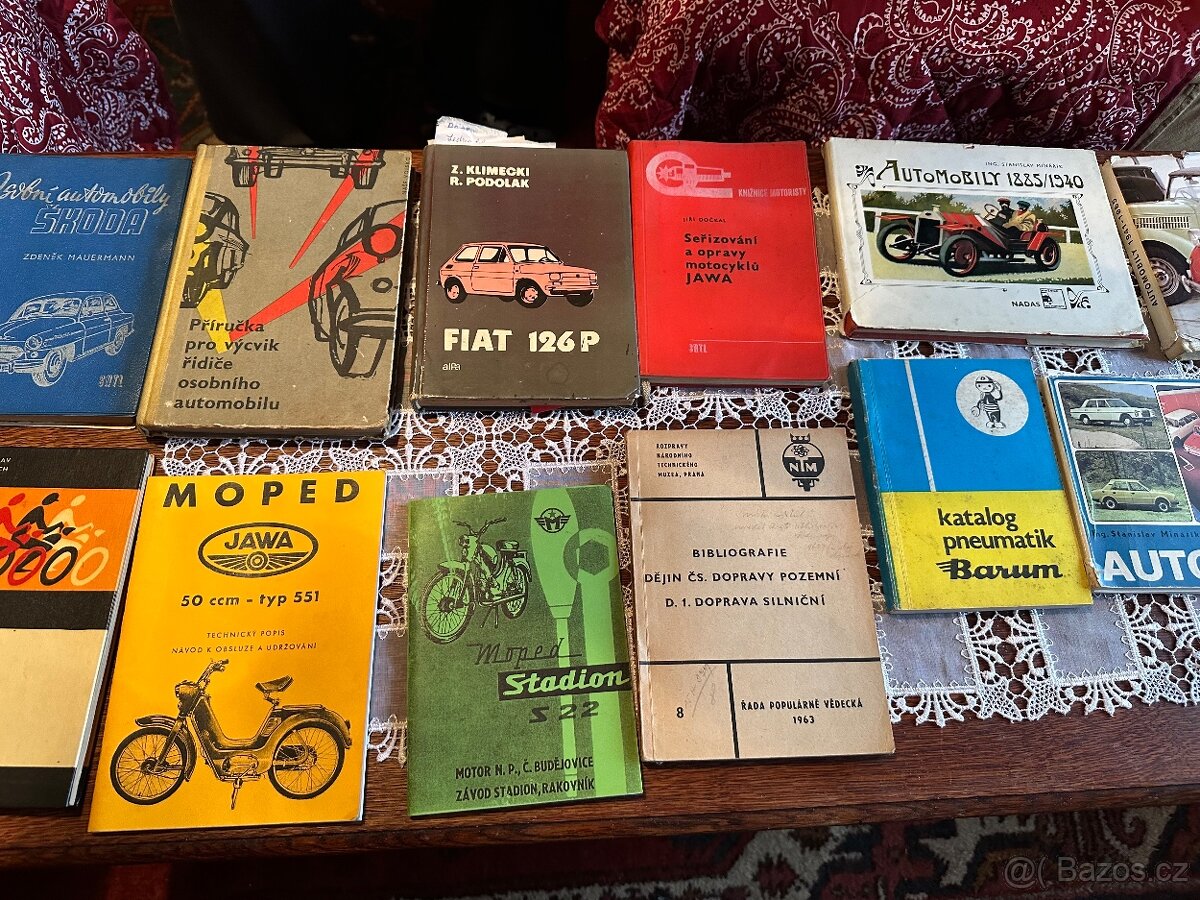 Osobní automobily
ŠKODA
ZDENĚK MAUERMANN
SNTL
Příručka
pro výcvik
řidiče
osobního
automobilu
Z. KLIMECKI
R. PODOLAK
FIAT 126P
alfa
KNIŽNICE MOTORISTY
JIŘÍ DOČKAL
Seřizování
a opravy
motocyklů
JAWA
SNTL
ING. STANISLAV MINAŘÍK
AUTOMOBILY 1885/1940
NADAS
AUTOMOBILY
MOPED
JAWA
50 ccm - typ 551
TECHNICKÝ POPIS
NÁVOD K OBSLUZE A UDRŽOVÁNÍ
M
Moped
Stadion
S 22
MOTOR N. P., Č. BUDĚJOVICE
ZÁVOD STADION, RAKOVNÍK
ROZPRAVY
NÁRODNÍHO
TECHNICKÉHO
MUZEA, PRAHA
NTM
BIBLIOGRAFIE
DĚJIN ČS. DOPRAVY POZEMNÍ
D. 1. DOPRAVA SILNIČNÍ
8
ŘADA POPULÁRNĚ VĚDECKÁ
1963
katalog
pneumatik
Barum
Ing. Stanislav Minařík
AUTO
@( Bazos.cz